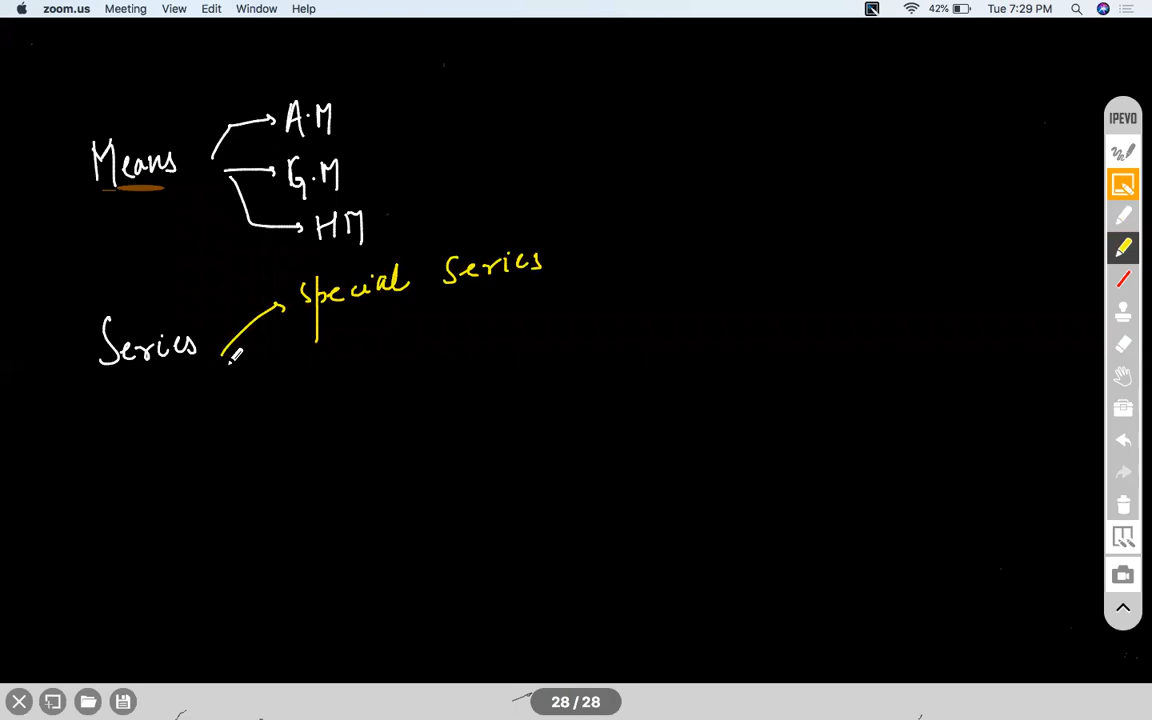 zoom.us Meeting View Edit Window Help 42% Tue 7:29 PM
IPEVO
A.M
Means
G.M
HM
Special Series
Series
28 / 28